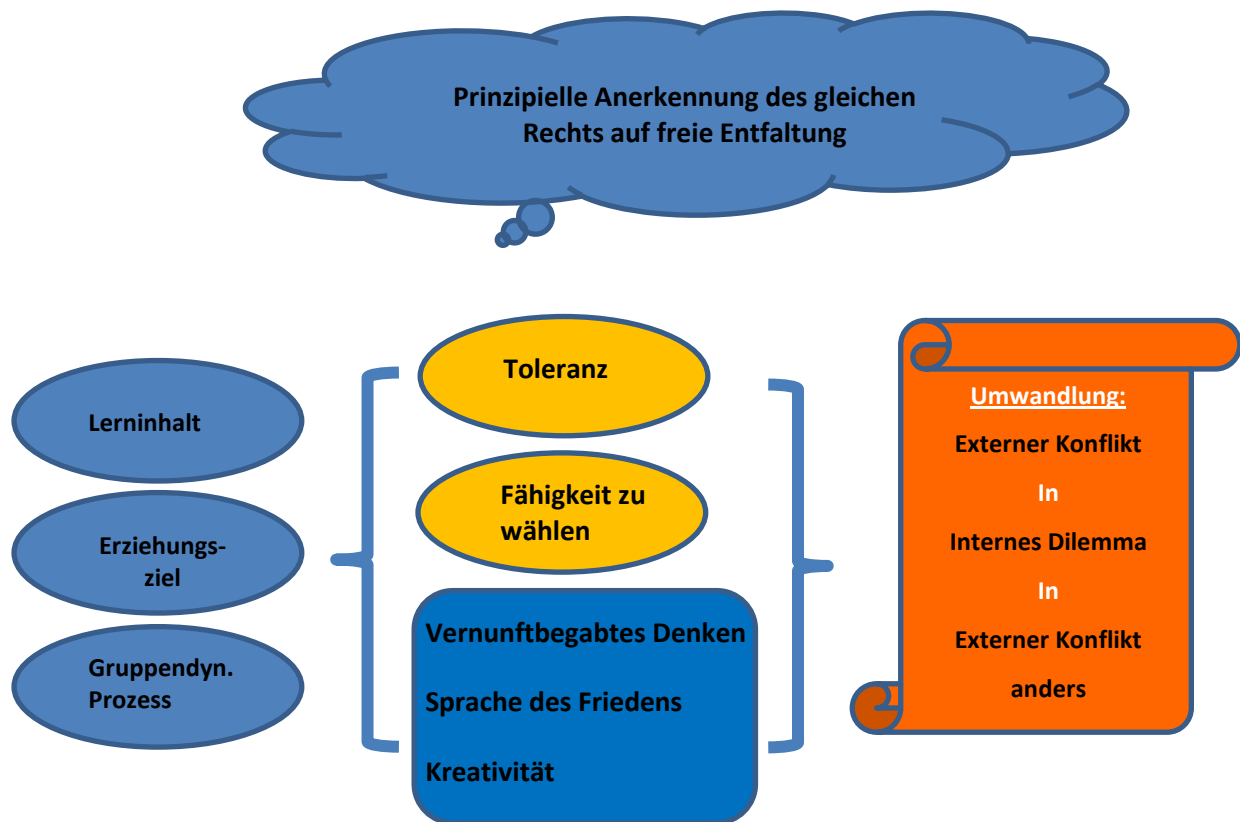 Prinzipielle Anerkennung des gleichen
Rechts auf freie Entfaltung
Lerninhalt
Erziehungs-
ziel
Gruppendyn.
Prozess
Toleranz
Fähigkeit zu
wählen
Vernunftbegabtes Denken
Sprache des Friedens
Kreativität
Umwandlung:
Externer Konflikt
In
Internes Dilemma
In
Externer Konflikt
anders